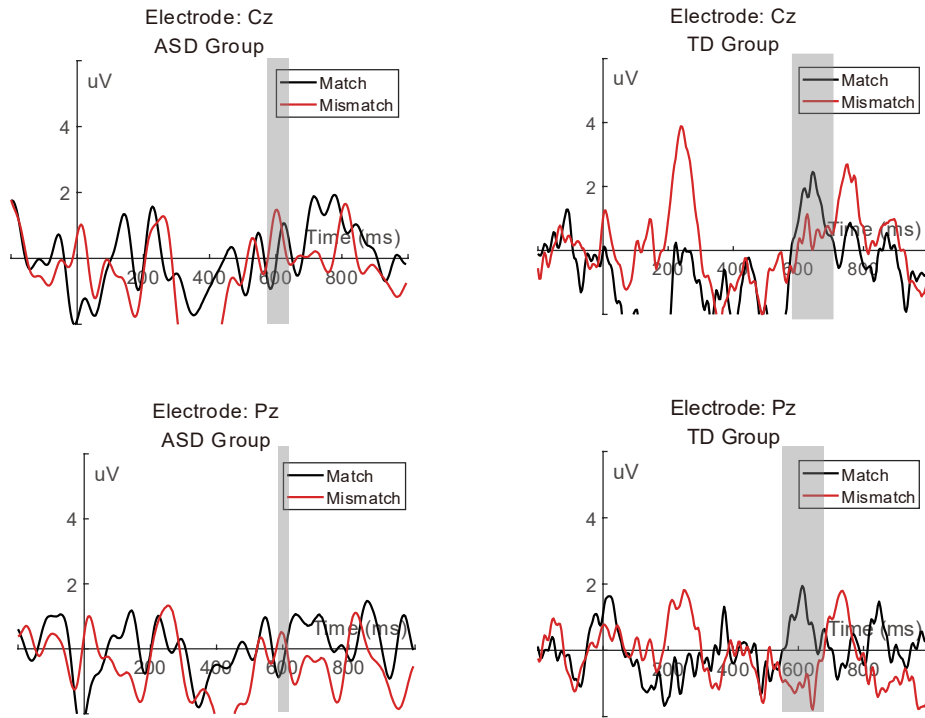 Electrode: Cz
ASD Group
uV
Match
Mismatch
4
2
Time (ms)
200
400
600
800
Electrode: Cz
TD Group
uV
Match
Mismatch
4
2
Time (ms)
200
400
600
800
Electrode: Pz
ASD Group
uV
Match
Mismatch
4
2
Time (ms)
200
400
600
800
Electrode: Pz
TD Group
uV
Match
Mismatch
4
2
Time (ms)
200
400
600
800